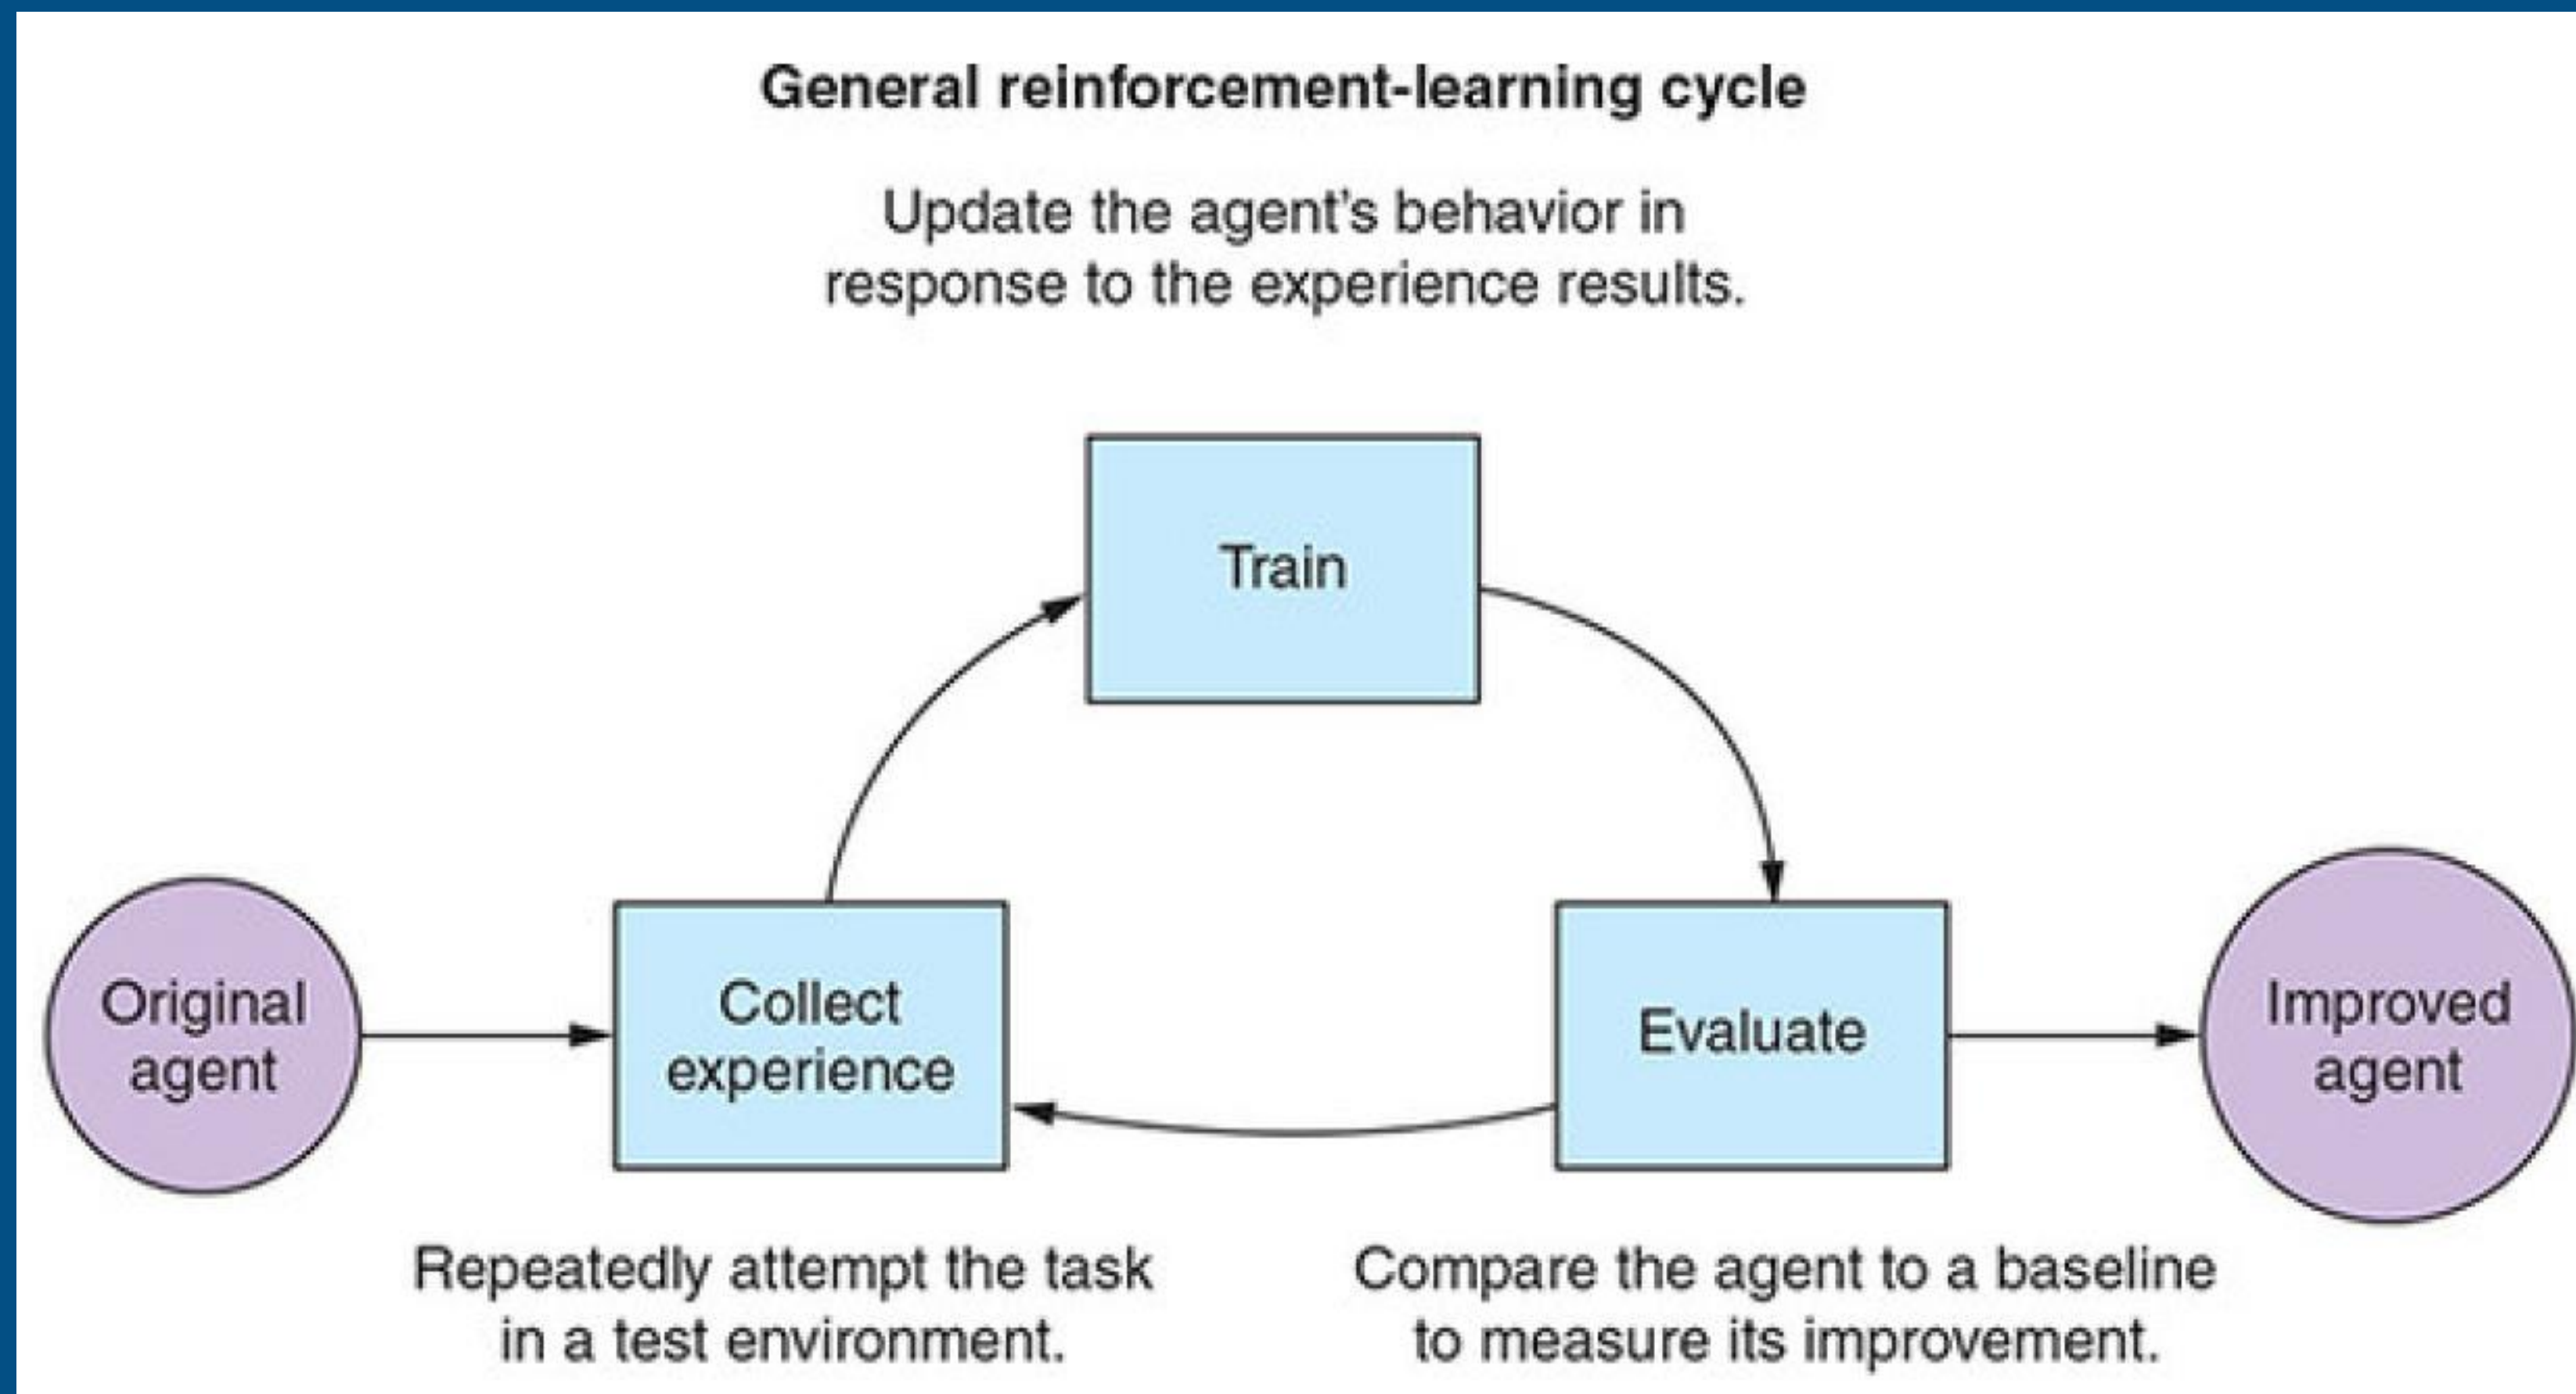 General reinforcement-learning cycle
Update the agent's behavior in
response to the experience results.
Train
Original
agent
Collect
experience
Evaluate
Improved
agent
Repeatedly attempt the task
in a test environment.
Compare the agent to a baseline
to measure its improvement.